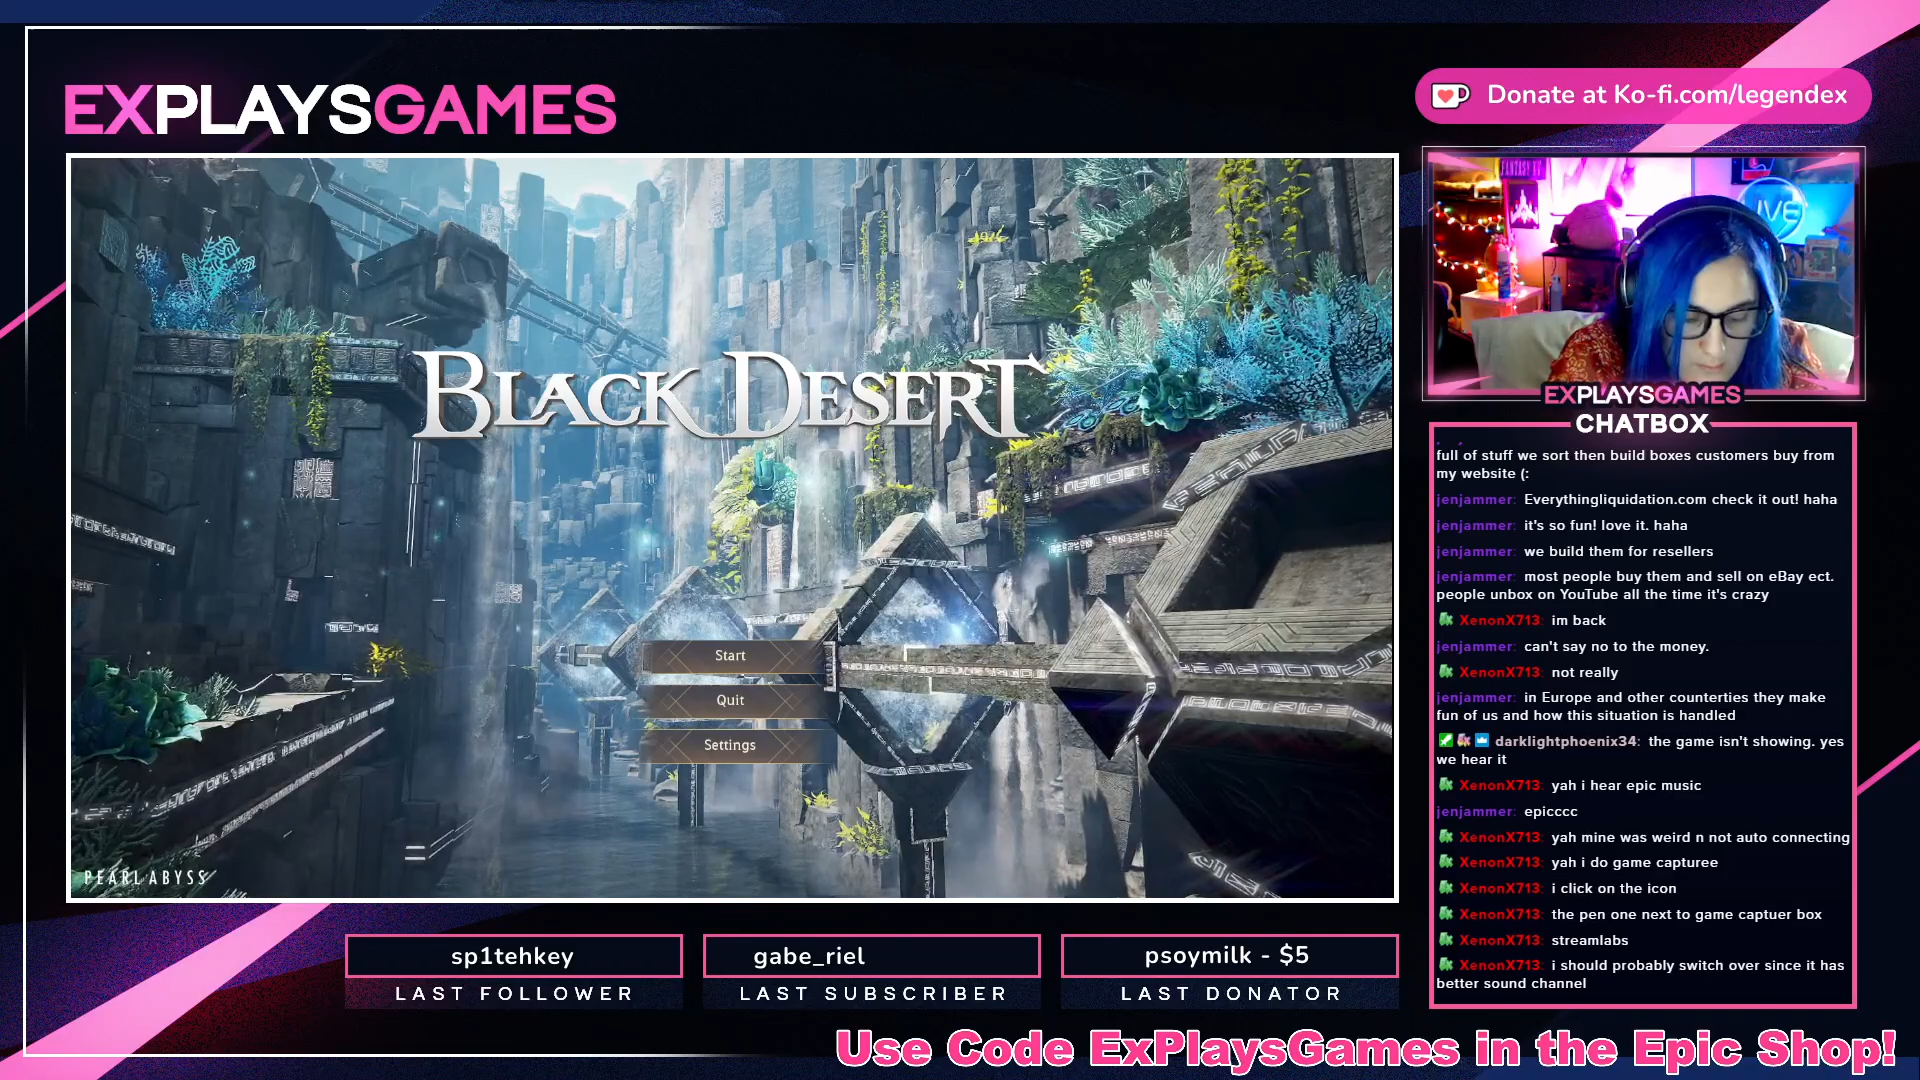 EXPLAYSGAMES
Donate at Ko-fi.com/legendex
FANTASY
IVE
EXPLAYSGAMES
CHATBOX
BLACK DESERT
Start
Quit
Settings
PEARL ABYSS
full of stuff we sort then build boxes customers buy from
my website (:
jenjammer: Everythingliquidation.com check it out! haha
jenjammer: it's so fun! love it. haha
jenjammer: we build them for resellers
jenjammer: most people buy them and sell on eBay ect.
people unbox on YouTube all the time it's crazy
XenonX713: im back
jenjammer: can't say no to the money.
XenonX713: not really
jenjammer: in Europe and other counterties they make
fun of us and how this situation is handled
darklightphoenix34: the game isn't showing. yes
we hear it
XenonX713: yah i hear epic music
jenjammer: epicccc
XenonX713: yah mine was weird n not auto connecting
XenonX713: yah i do game capturee
XenonX713: i click on the icon
XenonX713: the pen one next to game captuer box
XenonX713: streamlabs
XenonX713: i should probably switch over since it has
better sound channel
sp1tehkey
LAST FOLLOWER
gabe_riel
LAST SUBSCRIBER
psoymilk - $5
LAST DONATOR
Use Code ExPlaysGames in the Epic Shop!